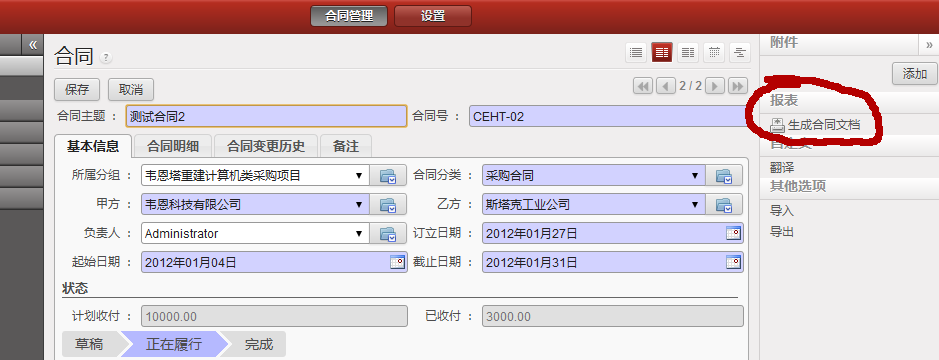 合同管理 设置
« 合同 ? 附件 »
添加
保存 取消 2 / 2
报表
合同主题 : 测试合同2 合同号 : CEHT-02
生成合同文档
基本信息 合同明细 合同变更历史 备注
翻译
所属分组 : 韦恩塔重建计算机类采购项目 合同分类 : 采购合同
其他选项
甲方 : 韦恩科技有限公司 乙方 : 斯塔克工业公司
导入
负责人 : Administrator 订立日期 : 2012年01月27日
导出
起始日期 : 2012年01月04日 截止日期 : 2012年01月31日
状态
计划收付 : 10000.00 已收付 : 3000.00
草稿 正在履行 完成